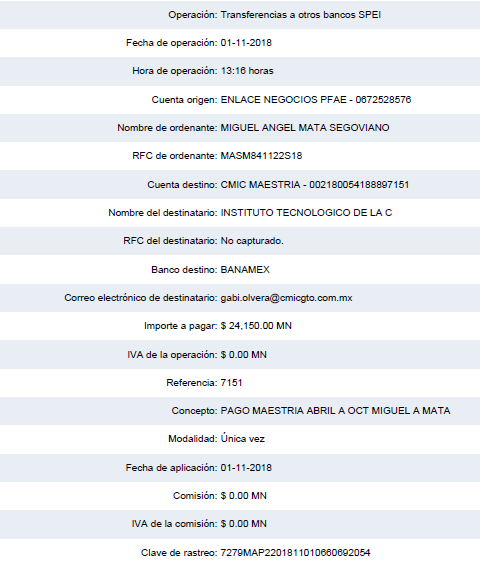 Operación: Transferencias a otros bancos SPEI
Fecha de operación: 01-11-2018
Hora de operación: 13:16 horas
Cuenta origen: ENLACE NEGOCIOS PFAE - 0672528576
Nombre de ordenante: MIGUEL ANGEL MATA SEGOVIANO
RFC de ordenante: MASM841122S18
Cuenta destino: CMIC MAESTRIA - 002180054188897151
Nombre del destinatario: INSTITUTO TECNOLOGICO DE LA C
RFC del destinatario: No capturado.
Banco destino: BANAMEX
Correo electrónico de destinatario: gabi.olvera@cmicgto.com.mx
Importe a pagar: $ 24,150.00 MN
IVA de la operación: $ 0.00 MN
Referencia: 7151
Concepto: PAGO MAESTRIA ABRIL A OCT MIGUEL A MATA
Modalidad: Única vez
Fecha de aplicación: 01-11-2018
Comisión: $ 0.00 MN
IVA de la comisión: $ 0.00 MN
Clave de rastreo: 7279MAP2201811010660692054